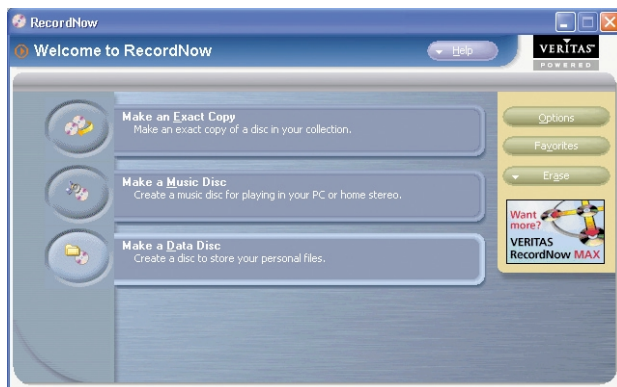 RecordNow
Welcome to RecordNow
Help
VERITAS
POWERED
Make an Exact Copy
Make an exact copy of a disc in your collection.
Make a Music Disc
Create a music disc for playing in your PC or home stereo.
Make a Data Disc
Create a disc to store your personal files.
Options
Favorites
Erase
Want
more?
VERITAS
RecordNow MAX